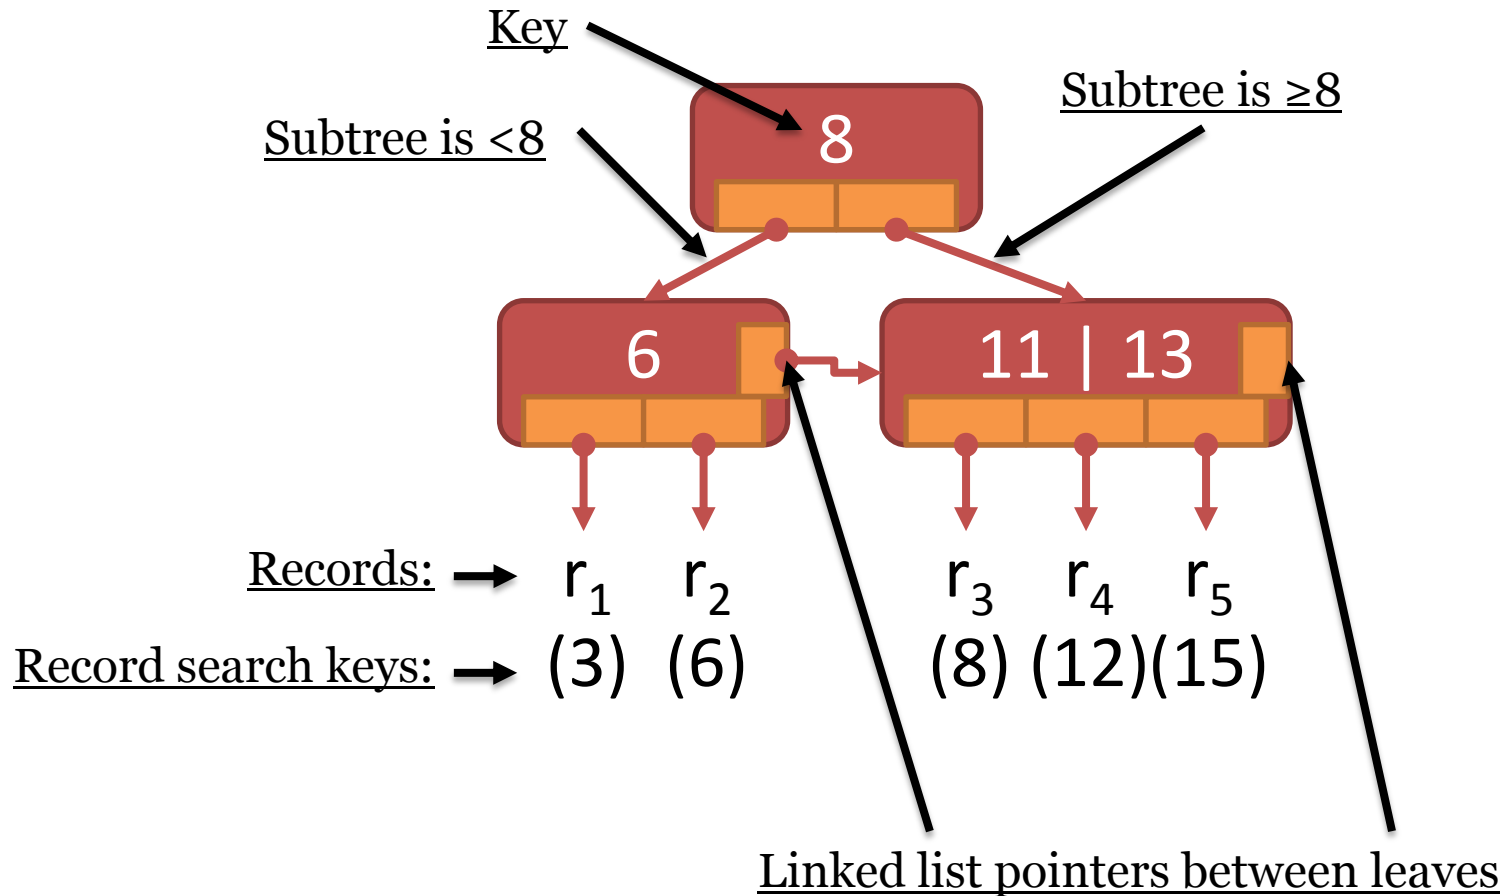 Key
Subtree is ≥8
Subtree is <8
8
6
11 | 13
Records: r₁ r₂ r₃ r₄ r₅
Record search keys: (3) (6) (8) (12) (15)
Linked list pointers between leaves